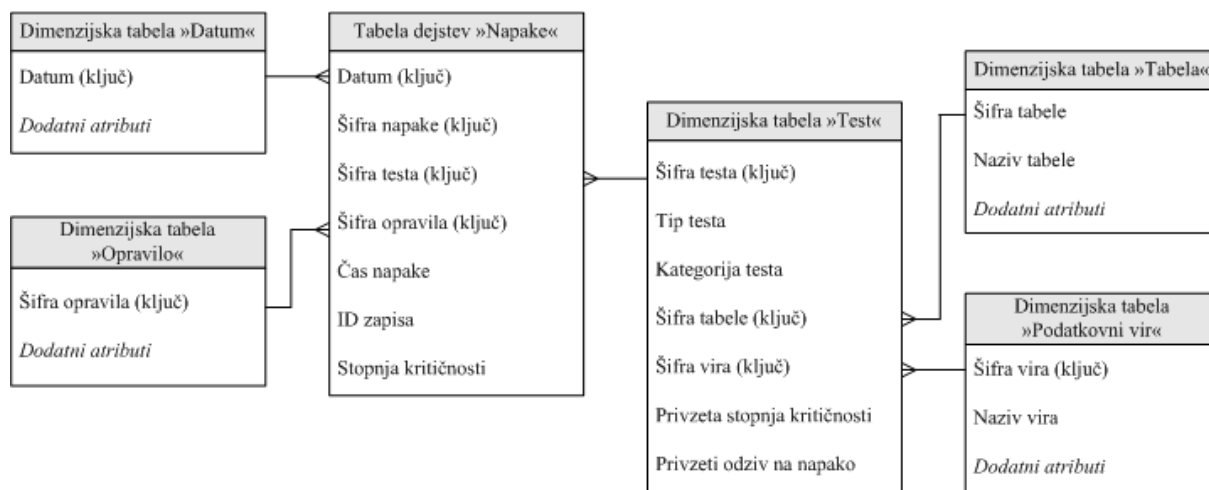 Dimenzijska tabela »Datum«
Datum (ključ)
Dodatni atributi
Dimenzijska tabela
»Opravilo«
Šifra opravila (ključ)
Dodatni atributi
Tabela dejstev »Napake«
Datum (ključ)
Šifra napake (ključ)
Šifra testa (ključ)
Šifra opravila (ključ)
Čas napake
ID zapisa
Stopnja kritičnosti
Dimenzijska tabela »Test«
Šifra testa (ključ)
Tip testa
Kategorija testa
Šifra tabele (ključ)
Šifra vira (ključ)
Privzeta stopnja kritičnosti
Privzeti odziv na napako
Dimenzijska tabela »Tabela«
Šifra tabele
Naziv tabele
Dodatni atributi
Dimenzijska tabela
»Podatkovni vir«
Šifra vira (ključ)
Naziv vira
Dodatni atributi